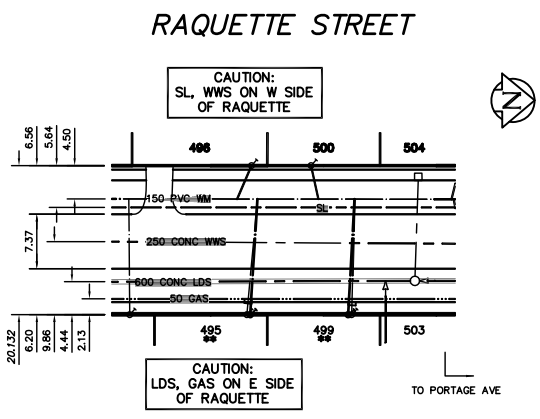 RAQUETTE STREET
CAUTION:
SL, WWS ON W SIDE
OF RAQUETTE
N
6.56
5.64
4.50
496
500
504
150 PVC WM
SL
7.37
250 CONC WWS
600 CONC LDS
50 GAS
20.132
6.20
9.86
4.44
2.13
495
**
499
**
503
CAUTION:
LDS, GAS ON E SIDE
OF RAQUETTE
TO PORTAGE AVE